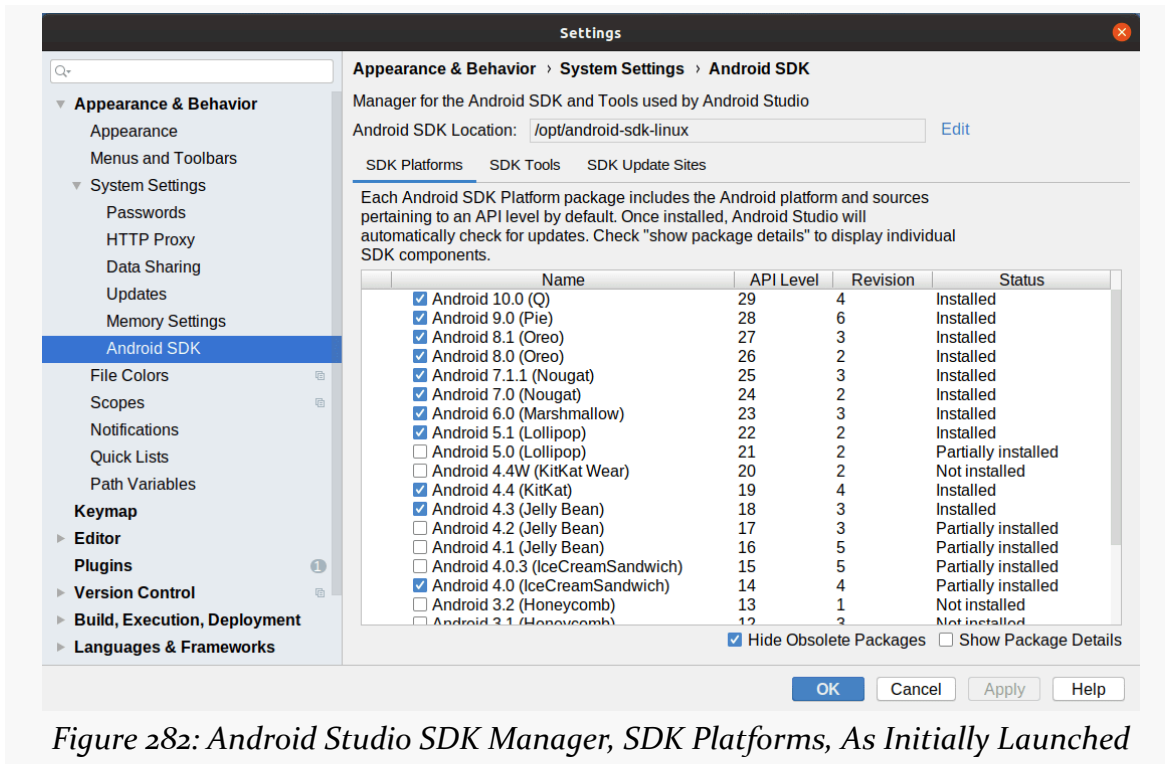 Settings
Appearance & Behavior
Appearance
Menus and Toolbars
System Settings
Passwords
HTTP Proxy
Data Sharing
Updates
Memory Settings
Android SDK
File Colors
Scopes
Notifications
Quick Lists
Path Variables
Keymap
Editor
Plugins 1
Version Control
Build, Execution, Deployment
Languages & Frameworks
Appearance & Behavior › System Settings › Android SDK
Manager for the Android SDK and Tools used by Android Studio
Android SDK Location: /opt/android-sdk-linux Edit
SDK Platforms SDK Tools SDK Update Sites
Each Android SDK Platform package includes the Android platform and sources
pertaining to an API level by default. Once installed, Android Studio will
automatically check for updates. Check "show package details" to display individual
SDK components.
Name API Level Revision Status
Android 10.0 (Q) 29 4 Installed
Android 9.0 (Pie) 28 6 Installed
Android 8.1 (Oreo) 27 3 Installed
Android 8.0 (Oreo) 26 2 Installed
Android 7.1.1 (Nougat) 25 3 Installed
Android 7.0 (Nougat) 24 2 Installed
Android 6.0 (Marshmallow) 23 3 Installed
Android 5.1 (Lollipop) 22 2 Installed
Android 5.0 (Lollipop) 21 2 Partially installed
Android 4.4W (KitKat Wear) 20 2 Not installed
Android 4.4 (KitKat) 19 4 Installed
Android 4.3 (Jelly Bean) 18 3 Installed
Android 4.2 (Jelly Bean) 17 3 Partially installed
Android 4.1 (Jelly Bean) 16 5 Partially installed
Android 4.0.3 (IceCreamSandwich) 15 5 Partially installed
Android 4.0 (IceCreamSandwich) 14 4 Partially installed
Android 3.2 (Honeycomb) 13 1 Not installed
Android 3.1 (Honeycomb) 12 3 Not installed
Hide Obsolete Packages Show Package Details
OK Cancel Apply Help
Figure 282: Android Studio SDK Manager, SDK Platforms, As Initially Launched